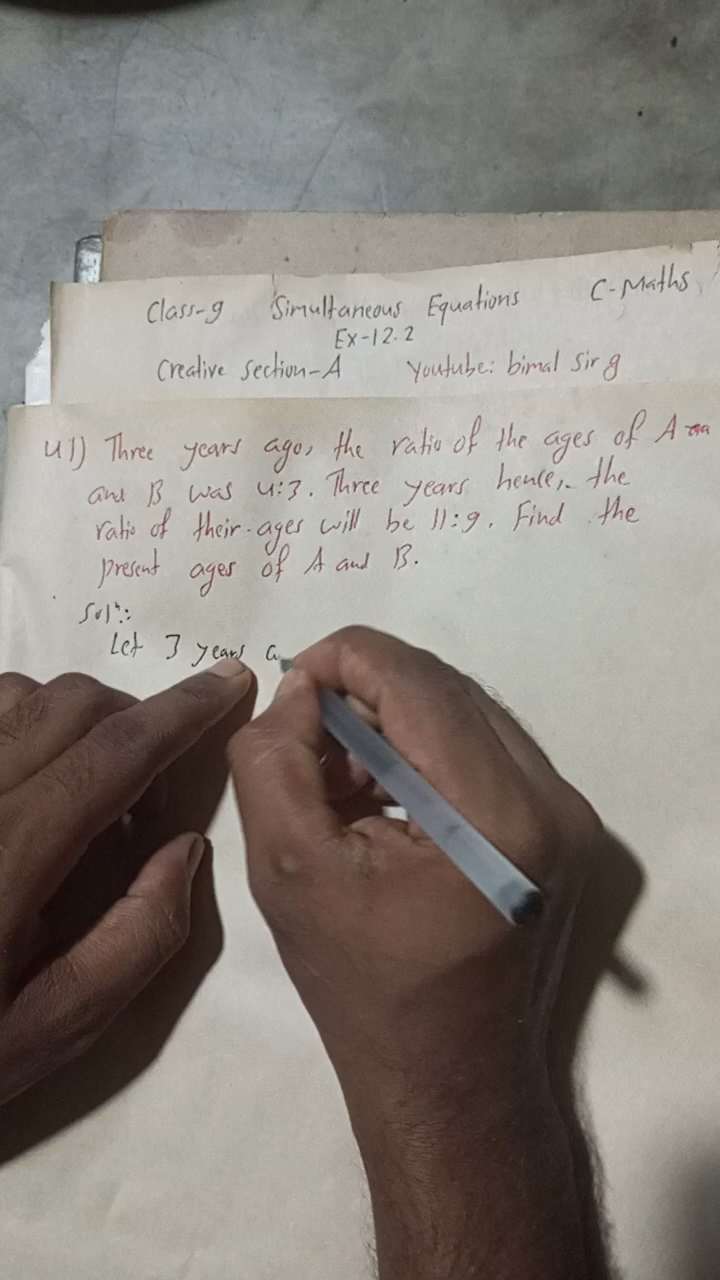 Class-9 Simultaneous Equations C-Maths
Ex-12.2
Creative Section-A Youtube: bimal sir g
41) Three years ago, the ratio of the ages of A
and B was 4:3. Three years hence, the
ratio of their ages will be 11:9. Find the
present ages of A and B.
Solⁿ:
Let 3 years a